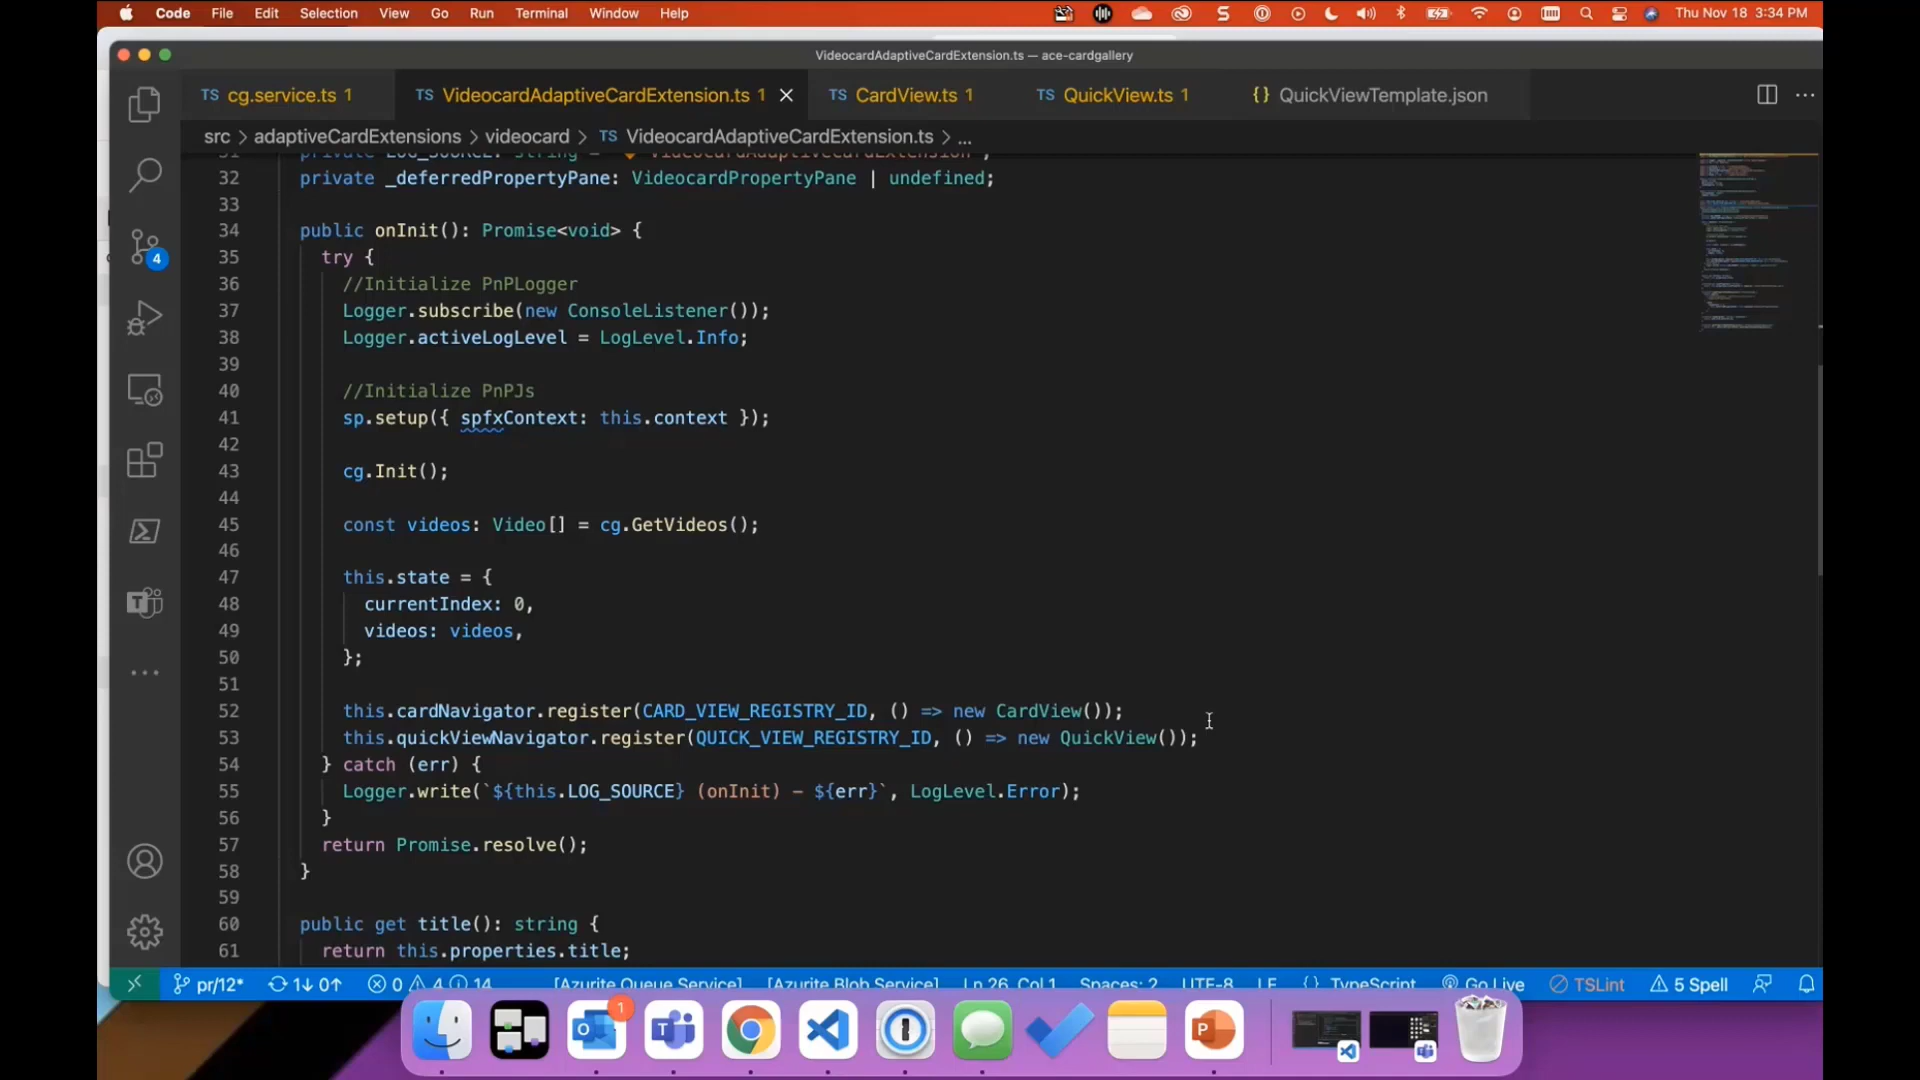 Code File Edit Selection View Go Run Terminal Window Help Thu Nov 18 3:34 PM
VideocardAdaptiveCardExtension.ts — ace-cardgallery
TS cg.service.ts 1 TS VideocardAdaptiveCardExtension.ts 1 TS CardView.ts 1 TS QuickView.ts 1 {} QuickViewTemplate.json
src > adaptiveCardExtensions > videocard > TS VideocardAdaptiveCardExtension.ts > ...
31 private LOG_SOURCE: string = "🔶 VideocardAdaptiveCardExtension";
32 private _deferredPropertyPane: VideocardPropertyPane | undefined;
33
34 public onInit(): Promise<void> {
35 try {
36 //Initialize PnPLogger
37 Logger.subscribe(new ConsoleListener());
38 Logger.activeLogLevel = LogLevel.Info;
39
40 //Initialize PnPJs
41 sp.setup({ spfxContext: this.context });
42
43 cg.Init();
44
45 const videos: Video[] = cg.GetVideos();
46
47 this.state = {
48 currentIndex: 0,
49 videos: videos,
50 };
51
52 this.cardNavigator.register(CARD_VIEW_REGISTRY_ID, () => new CardView());
53 this.quickViewNavigator.register(QUICK_VIEW_REGISTRY_ID, () => new QuickView());
54 } catch (err) {
55 Logger.write(`${this.LOG_SOURCE} (onInit) - ${err}`, LogLevel.Error);
56 }
57 return Promise.resolve();
58 }
59
60 public get title(): string {
61 return this.properties.title;
4
pr/12* 1↓ 0↑ 0 4 14 [Azurite Queue Service] [Azurite Blob Service] Ln 26, Col 1 Spaces: 2 UTF-8 LF {} TypeScript Go Live TSLint 5 Spell
1